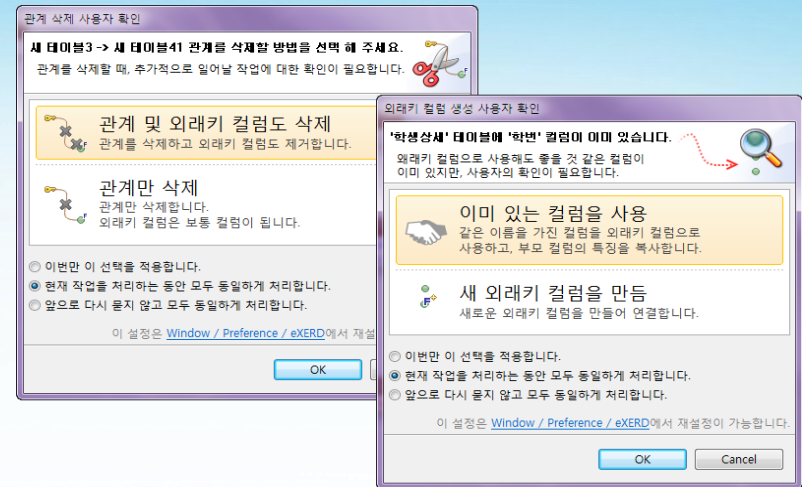 관계 삭제 사용자 확인
새 테이블3 -> 새 테이블41 관계를 삭제할 방법을 선택 해 주세요.
관계를 삭제할 때, 추가적으로 일어날 작업에 대한 확인이 필요합니다.
관계 및 외래키 컬럼도 삭제
관계를 삭제하고 외래키 컬럼도 제거합니다.
관계만 삭제
관계만 삭제합니다.
외래키 컬럼은 보통 컬럼이 됩니다.
이번만 이 선택을 적용합니다.
현재 작업을 처리하는 동안 모두 동일하게 처리합니다.
앞으로 다시 묻지 않고 모두 동일하게 처리합니다.
이 설정은 Window / Preference / eXERD에서 재설
OK
외래키 컬럼 생성 사용자 확인
'학생상세' 테이블에 '학번' 컬럼이 이미 있습니다.
왜래키 컬럼으로 사용해도 좋을 것 같은 컬럼이
이미 있지만, 사용자의 확인이 필요합니다.
이미 있는 컬럼을 사용
같은 이름을 가진 컬럼을 외래키 컬럼으로
사용하고, 부모 컬럼의 특징을 복사합니다.
새 외래키 컬럼을 만듬
새로운 외래키 컬럼을 만들어 연결합니다.
이번만 이 선택을 적용합니다.
현재 작업을 처리하는 동안 모두 동일하게 처리합니다.
앞으로 다시 묻지 않고 모두 동일하게 처리합니다.
이 설정은 Window / Preference / eXERD에서 재설정이 가능합니다.
OK
Cancel